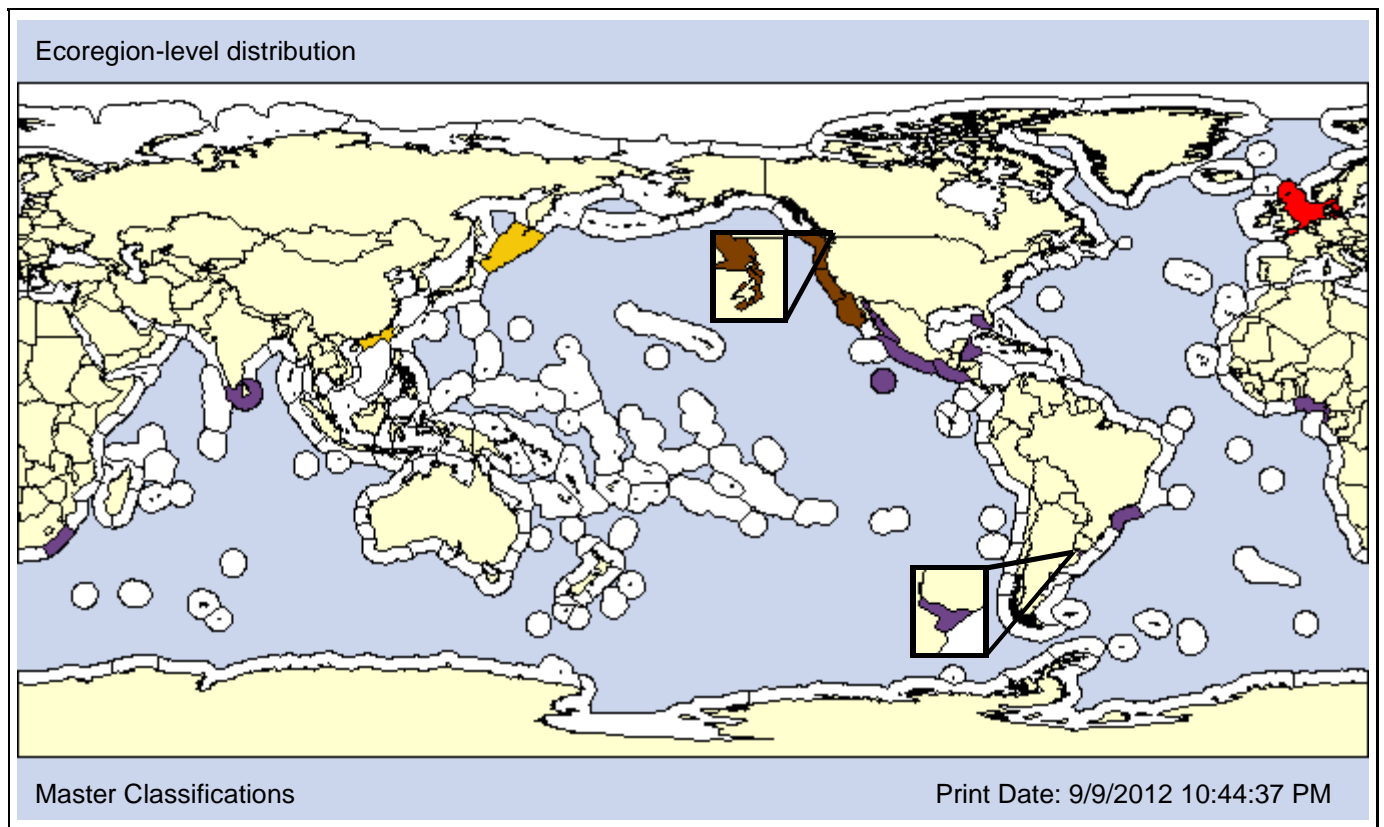 Ecoregion-level distribution
Master Classifications
Print Date: 9/9/2012 10:44:37 PM